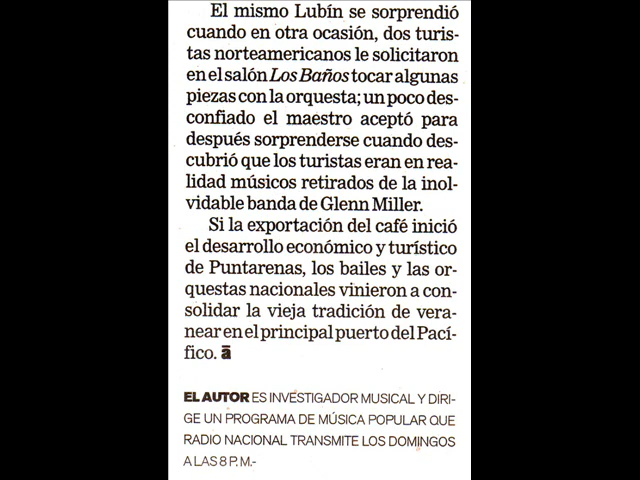 El mismo Lubín se sorprendió
cuando en otra ocasión, dos turis-
tas norteamericanos le solicitaron
en el salón Los Baños tocar algunas
piezas con la orquesta; un poco des-
confiado el maestro aceptó para
después sorprenderse cuando des-
cubrió que los turistas eran en rea-
lidad músicos retirados de la inol-
vidable banda de Glenn Miller.
Si la exportación del café inició
el desarrollo económico y turístico
de Puntarenas, los bailes y las or-
questas nacionales vinieron a con-
solidar la vieja tradición de vera-
near en el principal puerto del Pací-
fico. ā
EL AUTOR ES INVESTIGADOR MUSICAL Y DIRI-
GE UN PROGRAMA DE MÚSICA POPULAR QUE
RADIO NACIONAL TRANSMITE LOS DOMINGOS
A LAS 8 P.M.-